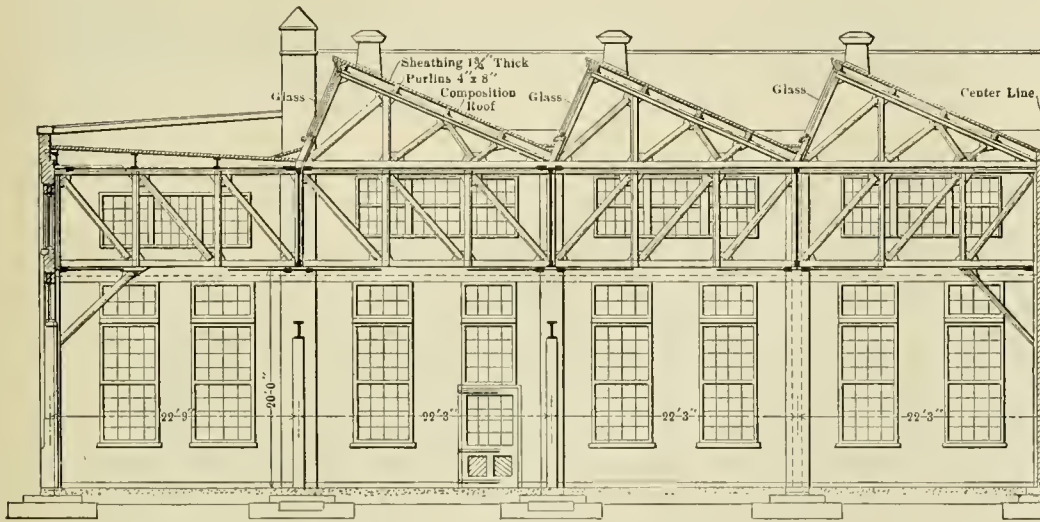 Sheathing 1¾" Thick
Purlins 4"x 8"
Composition
Roof
Glass
Glass
Glass
Center Line
20'-0"
22'9"
22'3"
22'3"
22'3"